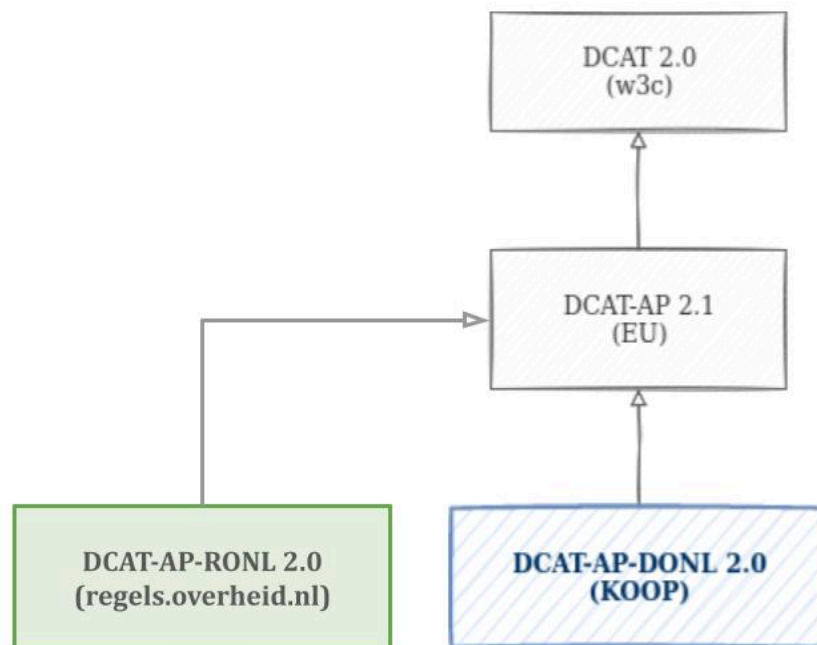 DCAT 2.0
(w3c)
DCAT-AP 2.1
(EU)
DCAT-AP-RONL 2.0
(regels.overheid.nl)
DCAT-AP-DONL 2.0
(KOOP)